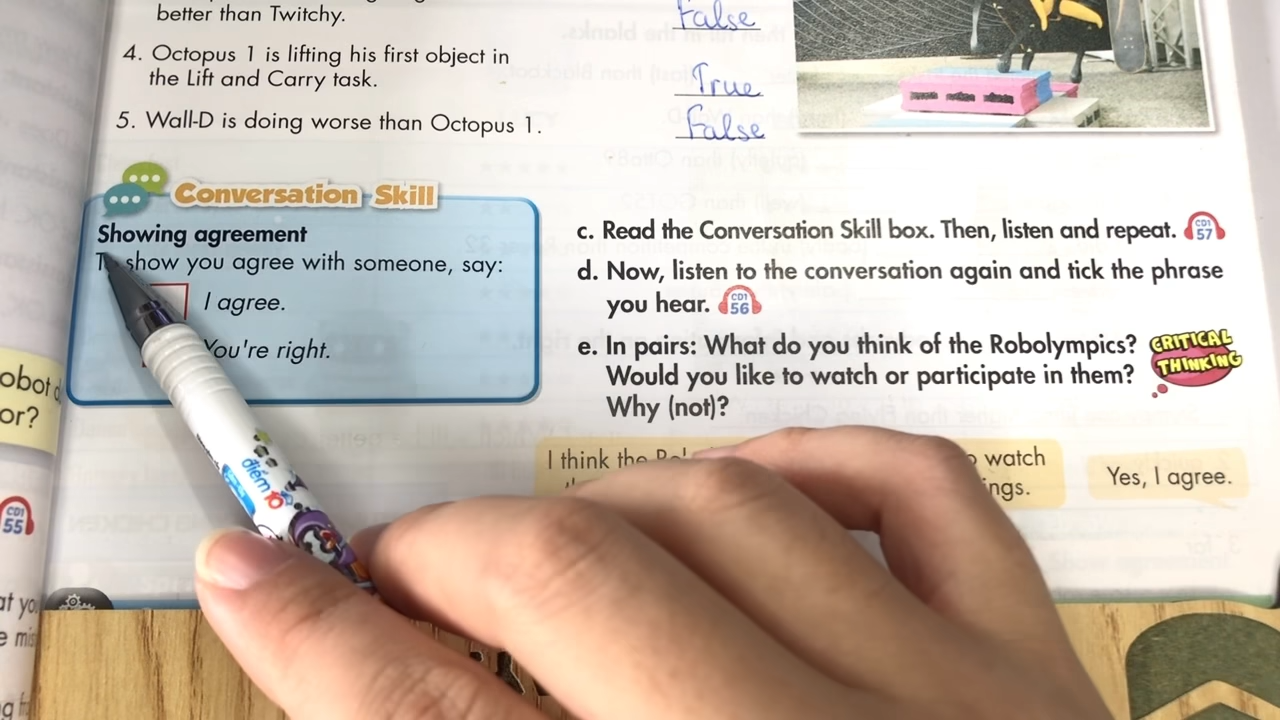 better than Twitchy.
False
4. Octopus 1 is lifting his first object in
the Lift and Carry task.
True
5. Wall-D is doing worse than Octopus 1.
False
Conversation Skill
Showing agreement
To show you agree with someone, say:
I agree.
You're right.
c. Read the Conversation Skill box. Then, listen and repeat. CD1 57
d. Now, listen to the conversation again and tick the phrase
you hear. CD1 56
e. In pairs: What do you think of the Robolympics?
Would you like to watch or participate in them?
Why (not)?
CRITICAL
THINKING
I think the
watch
Yes, I agree.
or?
CD1
55
điểm 10